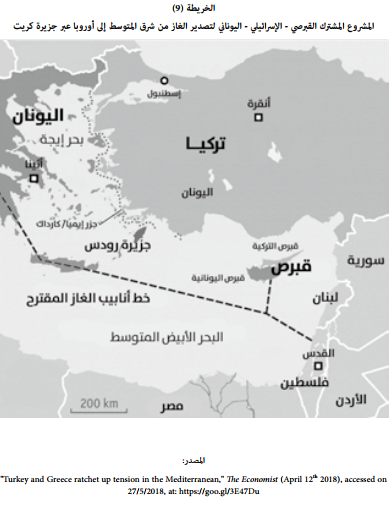 الخريطة (9)
المشروع المشترك القبرصي - الإسرائيلي - اليوناني لتصدير الغاز من شرق المتوسط إلى أوروبا عبر جزيرة كريت
إسطنبول
أنقرة
اليونان
بحر إيجة
تركيا
أثينا
اليونان
جزر إيميا/ كارداك
جزيرة رودس
قبرص التركية
قبرص
سورية
قبرص اليونانية
لبنان
خط أنابيب الغاز المقترح
البحر الأبيض المتوسط
القدس
فلسطين
الأردن
200 km
مصر
المصدر:
"Turkey and Greece ratchet up tension in the Mediterranean," The Economist (April 12th 2018), accessed on
27/5/2018, at: https://goo.gl/3E47Du